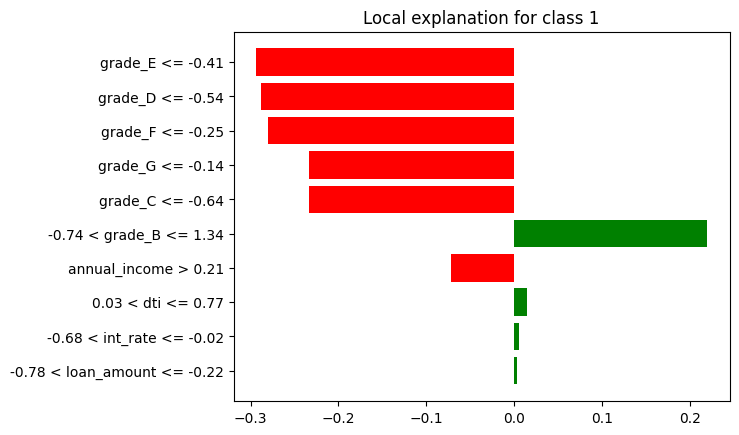 Local explanation for class 1
grade_E <= -0.41
grade_D <= -0.54
grade_F <= -0.25
grade_G <= -0.14
grade_C <= -0.64
-0.74 < grade_B <= 1.34
annual_income > 0.21
0.03 < dti <= 0.77
-0.68 < int_rate <= -0.02
-0.78 < loan_amount <= -0.22
−0.3 −0.2 −0.1 0.0 0.1 0.2